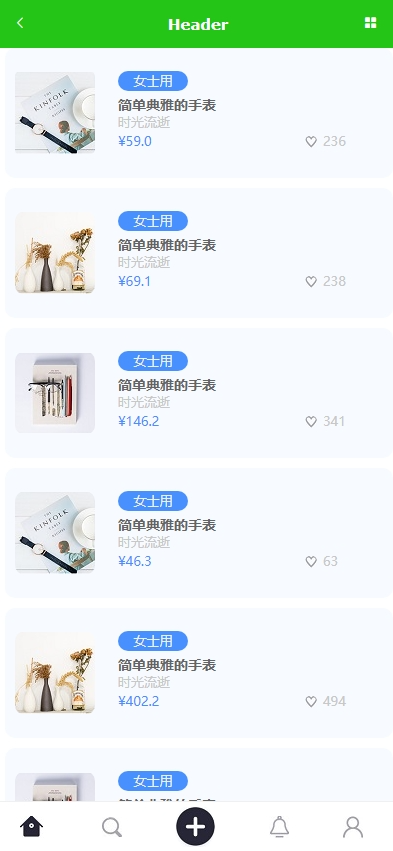 Header
女士用
简单典雅的手表
时光流逝
¥59.0
236
女士用
简单典雅的手表
时光流逝
¥69.1
238
女士用
简单典雅的手表
时光流逝
¥146.2
341
女士用
简单典雅的手表
时光流逝
¥46.3
63
女士用
简单典雅的手表
时光流逝
¥402.2
494
女士用
KINFOLK
TABLE
KINFOLK
TABLE